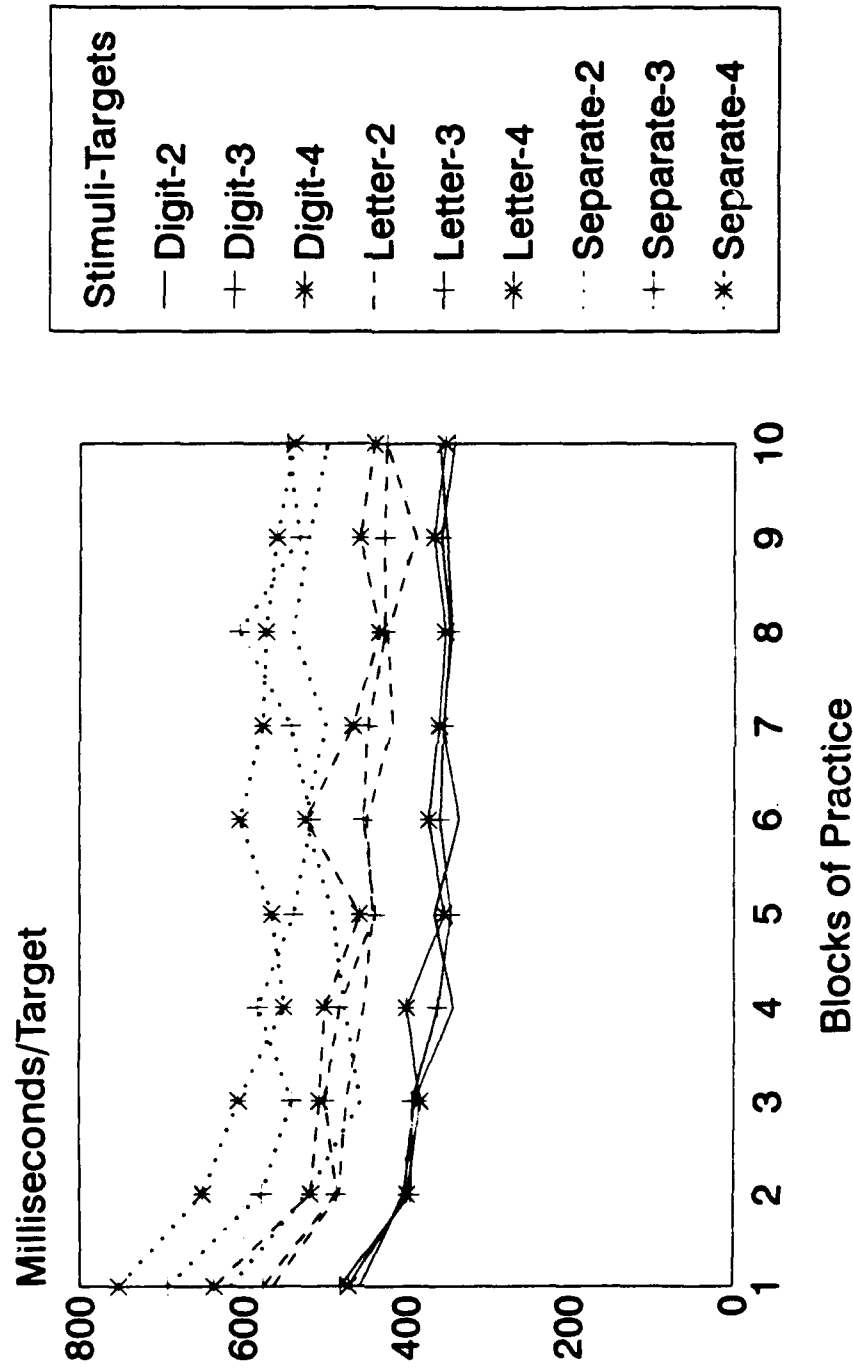 Milliseconds/Target
800
600
400
200
0
1 2 3 4 5 6 7 8 9 10
Blocks of Practice
Stimuli-Targets
Digit-2
Digit-3
Digit-4
Letter-2
Letter-3
Letter-4
Separate-2
Separate-3
Separate-4